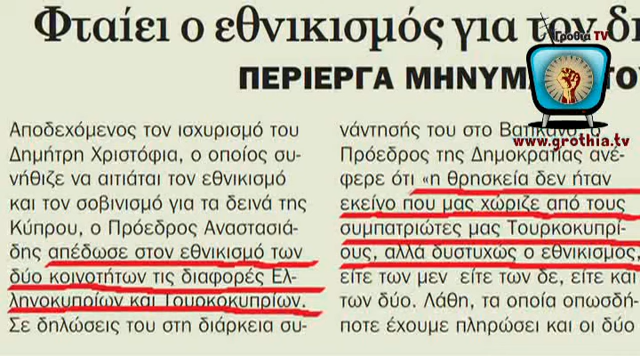 Φταίει ο εθνικισμός για τον
ΠΕΡΙΕΡΓΑ
Γροθιά TV
www.grothia.tv
Αποδεχόμενος τον ισχυρισμό του
Δημήτρη Χριστόφια, ο οποίος συ-
νήθιζε να αιτιάται τον εθνικισμό
και τον σοβινισμό για τα δεινά της
Κύπρου, ο Πρόεδρος Αναστασιά-
δης απέδωσε στον εθνικισμό των
δύο κοινοτήτων τις διαφορές Ελ-
ληνοκυπρίων και Τουρκοκυπρίων.
Σε δηλώσεις του στη διάρκεια συ-
νάντησής του στο Βατικανό, ο
Πρόεδρος της Δημοκρατίας ανέ-
φερε ότι «η θρησκεία δεν ήταν
εκείνο που μας χώριζε από τους
συμπατριώτες μας Τουρκοκυπρί-
ους, αλλά δυστυχώς ο εθνικισμός,
είτε των μεν είτε των δε, είτε και
των δύο. Λάθη, τα οποία οπωσδή-
ποτε έχουμε πληρώσει και οι δύο